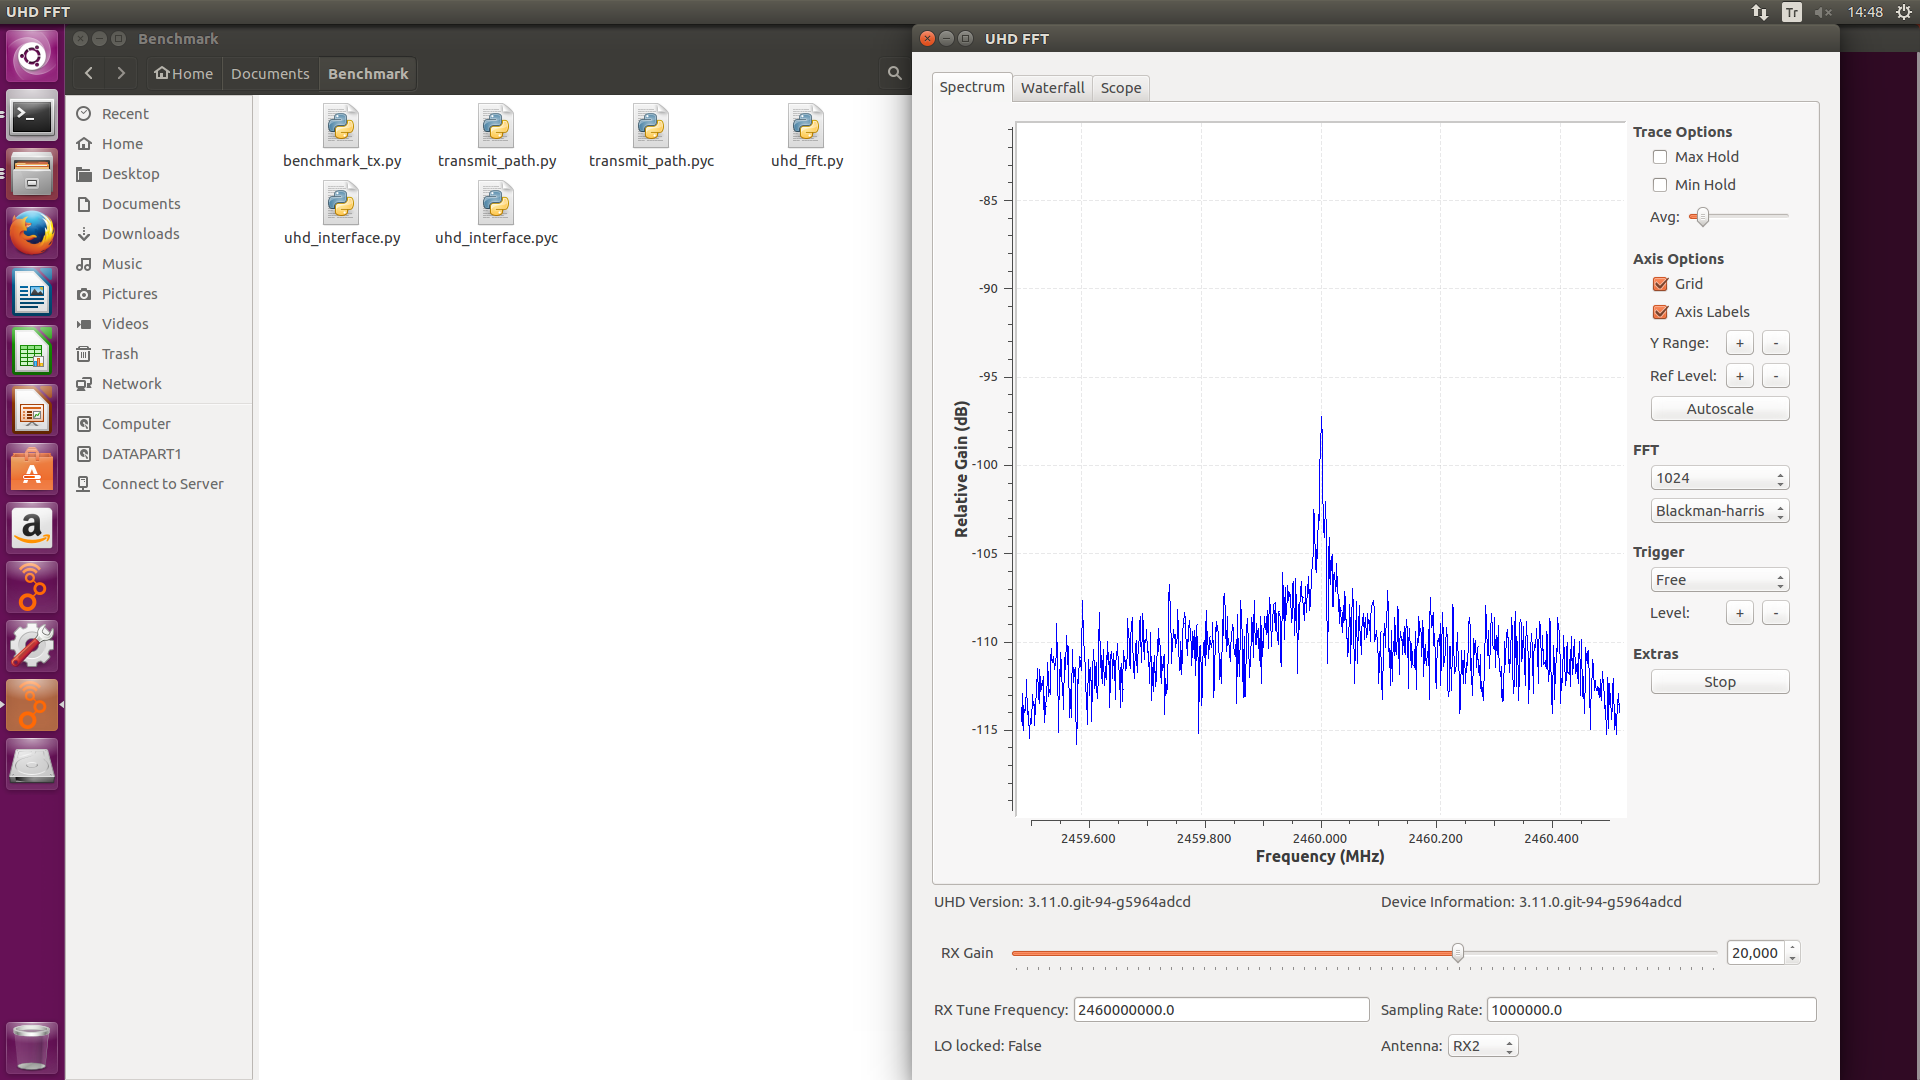 UHD FFT
Tr
14:48
Benchmark
Home
Documents
Benchmark
Recent
Home
Desktop
Documents
Downloads
Music
Pictures
Videos
Trash
Network
Computer
DATAPART1
Connect to Server
benchmark_tx.py
transmit_path.py
transmit_path.pyc
uhd_fft.py
uhd_interface.py
uhd_interface.pyc
UHD FFT
Spectrum
Waterfall
Scope
Relative Gain (dB)
-85
-90
-95
-100
-105
-110
-115
2459.600
2459.800
2460.000
2460.200
2460.400
Frequency (MHz)
Trace Options
Max Hold
Min Hold
Avg:
Axis Options
Grid
Axis Labels
Y Range: + -
Ref Level: + -
Autoscale
FFT
1024
Blackman-harris
Trigger
Free
Level: + -
Extras
Stop
UHD Version: 3.11.0.git-94-g5964adcd
Device Information: 3.11.0.git-94-g5964adcd
RX Gain
20,000
RX Tune Frequency: 2460000000.0
Sampling Rate: 1000000.0
LO locked: False
Antenna: RX2